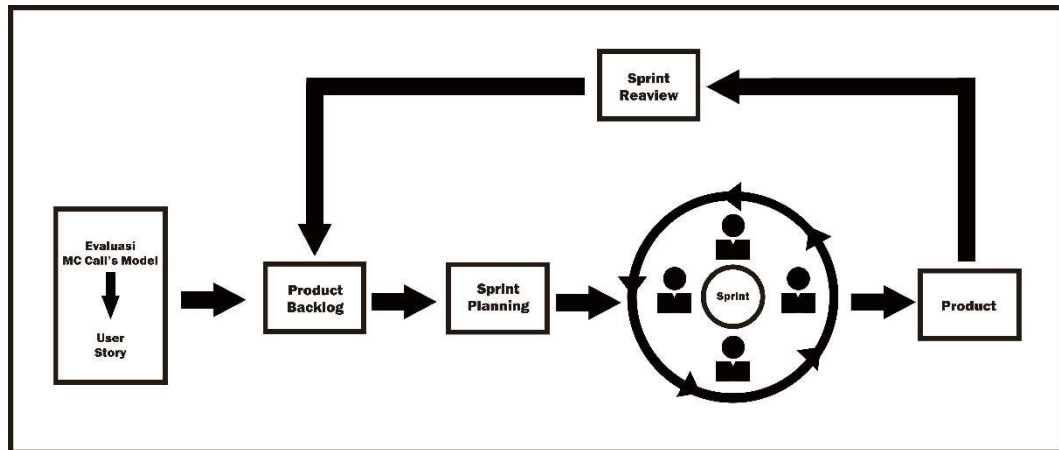 Sprint
Reaview
Evaluasi
MC Call's Model
User
Story
Product
Backlog
Sprint
Planning
Sprint
Product